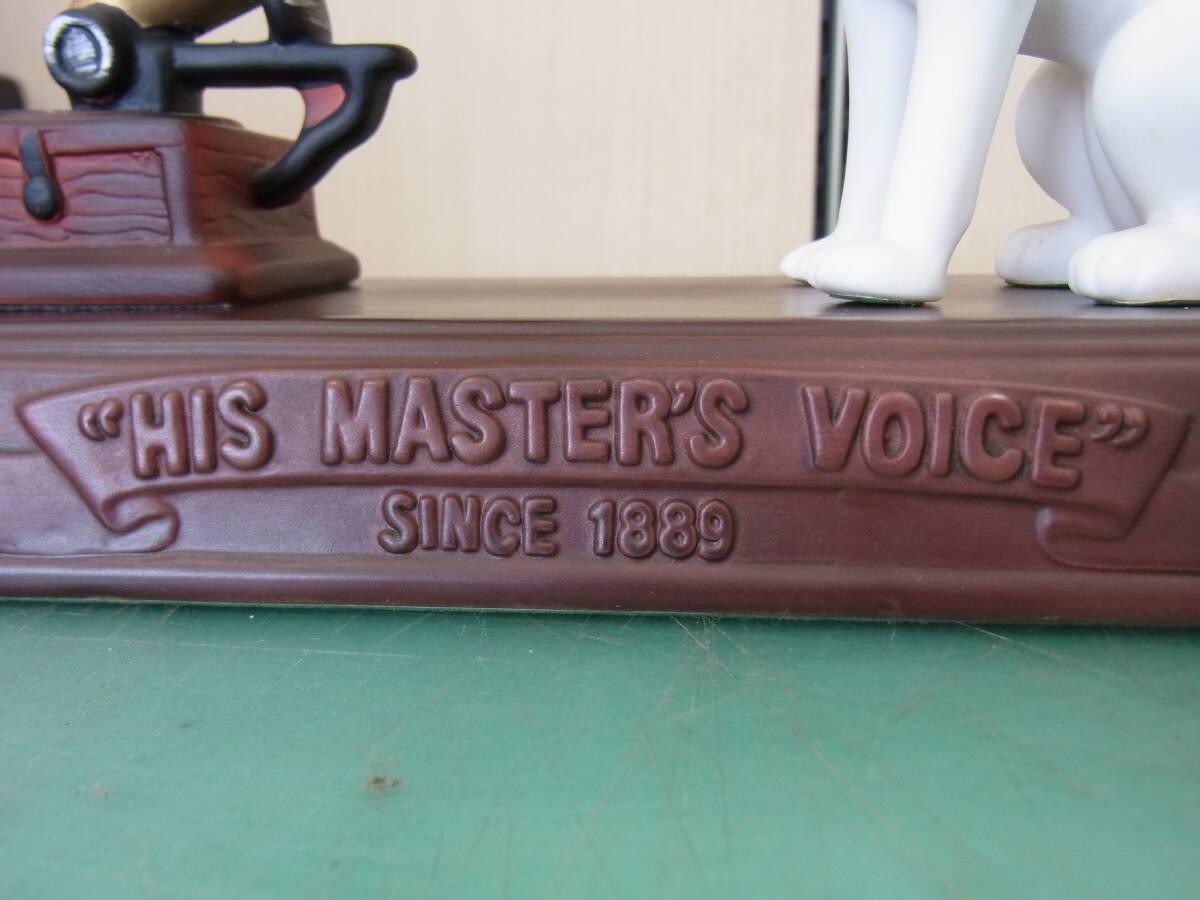 “HIS MASTER’S VOICE”
SINCE 1889